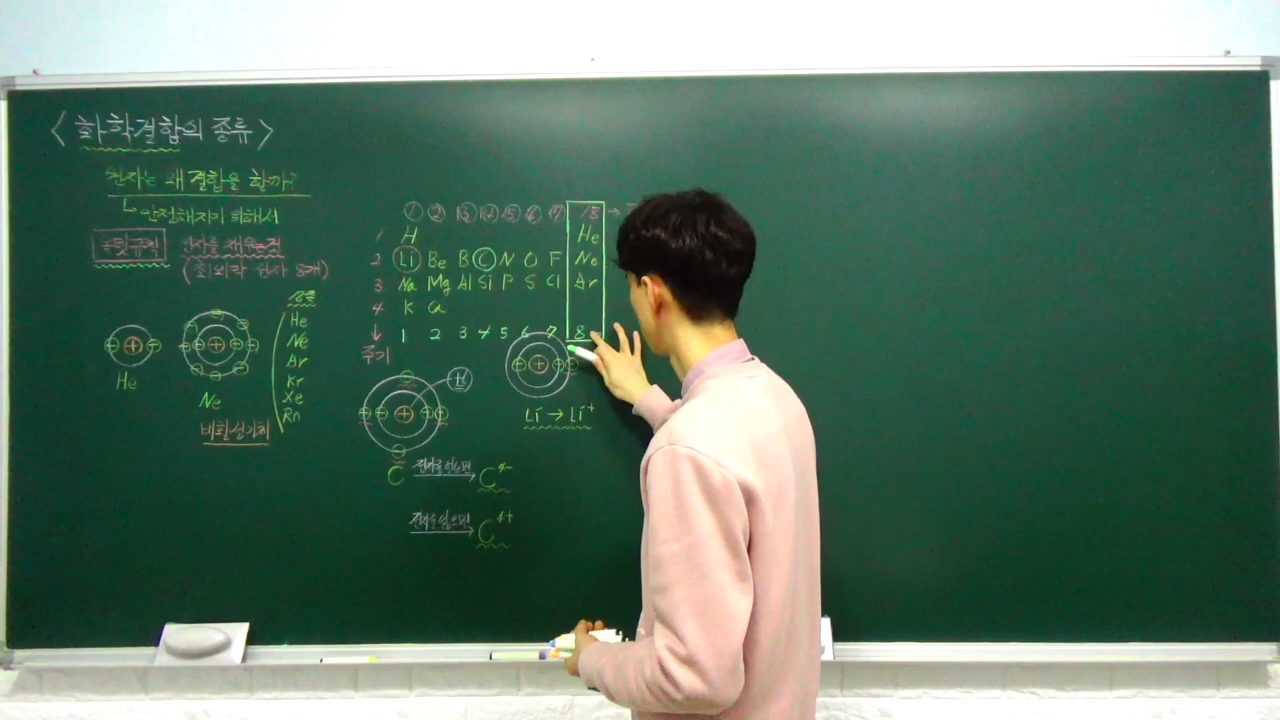 <화학결합의 종류>
원자는 왜 결합을 할까?
안전해지기 위해서
옥텟규칙 전자를 채우는것
(최외각 전자 8개)
He
Ne
비활성기체
He
Ne
Ar
Kr
Xe
Rn
① ② ⑬ ⑭ ⑮ ⑯ ⑰ 18 →
1 H He
2 Li Be B C N O F Ne
3 Na Mg Al Si P S Cl Ar
4 K Ca
↓ 1 2 3 4 5 6 7 8
주기
C 전자를 얻으면 C⁴⁻
전자를 잃으면 C⁴⁺
Li → Li⁺